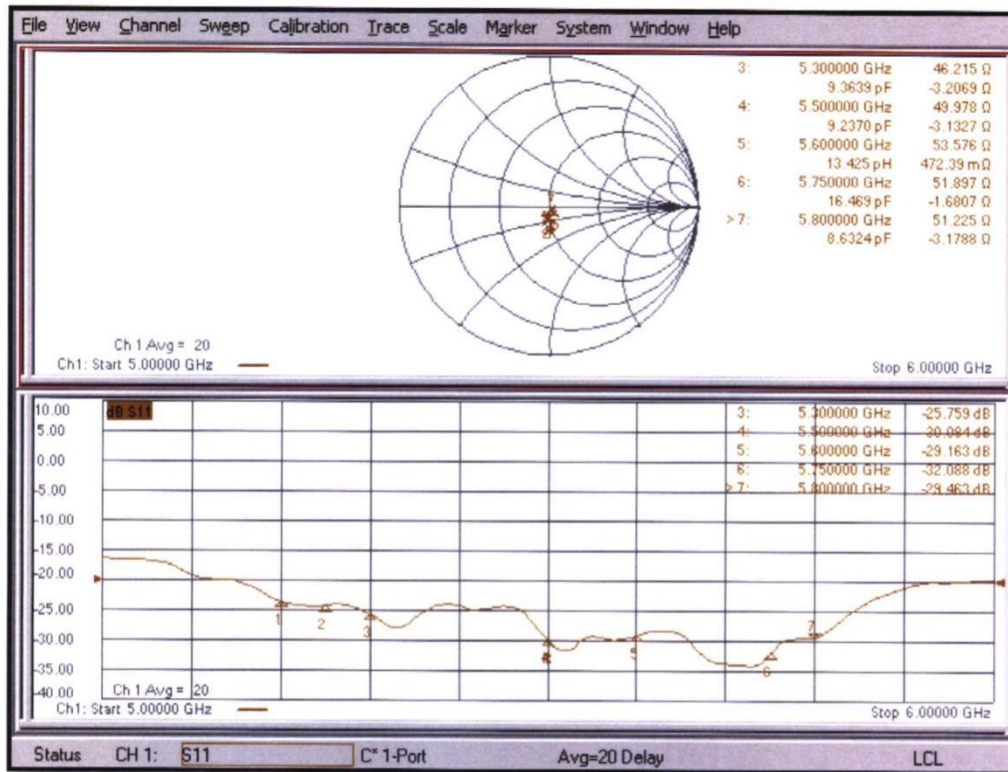 File View Channel Sweep Calibration Trace Scale Marker System Window Help
3: 5.300000 GHz 46.215 Ω
9.3639 pF -3.2069 Ω
4: 5.500000 GHz 49.978 Ω
9.2370 pF -3.1327 Ω
5: 5.600000 GHz 53.576 Ω
13.425 pH 472.39 mΩ
6: 5.750000 GHz 51.897 Ω
16.469 pF -1.6807 Ω
>7: 5.800000 GHz 51.225 Ω
8.6324 pF -3.1788 Ω
Ch 1 Avg = 20
Ch1: Start 5.00000 GHz Stop 6.00000 GHz
10.00 dB S11
5.00
0.00
-5.00
-10.00
-15.00
-20.00
-25.00
-30.00
-35.00
-40.00
3: 5.300000 GHz -25.759 dB
4: 5.500000 GHz -30.084 dB
5: 5.600000 GHz -29.163 dB
6: 5.750000 GHz -32.088 dB
>7: 5.800000 GHz -29.463 dB
1 2 3 4 5 6 7
Ch 1 Avg = 20
Ch1: Start 5.00000 GHz Stop 6.00000 GHz
Status CH 1: S11 C* 1-Port Avg=20 Delay LCL